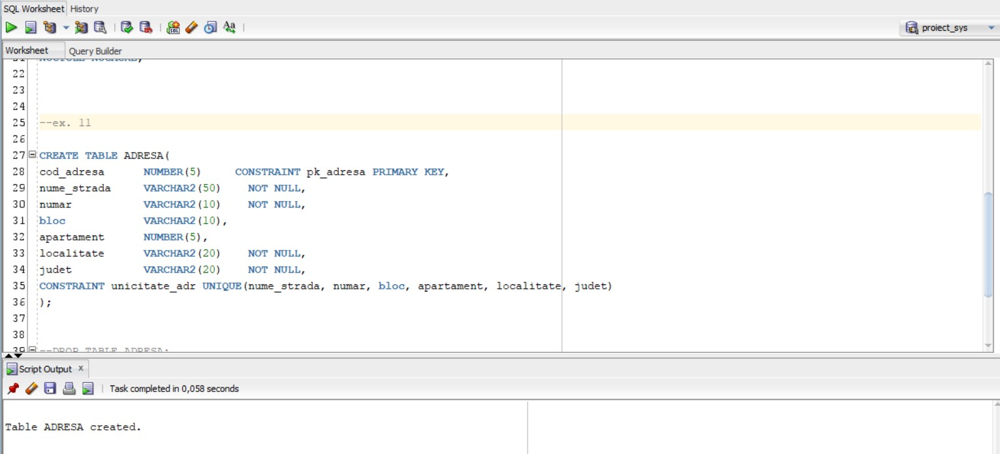 SQL Worksheet History
proiect_sys
Worksheet Query Builder
21 NOCYCLE NOCACHE;
22
23
24
25 --ex. 11
26
27 CREATE TABLE ADRESA(
28 cod_adresa NUMBER(5) CONSTRAINT pk_adresa PRIMARY KEY,
29 nume_strada VARCHAR2(50) NOT NULL,
30 numar VARCHAR2(10) NOT NULL,
31 bloc VARCHAR2(10),
32 apartament NUMBER(5),
33 localitate VARCHAR2(20) NOT NULL,
34 judet VARCHAR2(20) NOT NULL,
35 CONSTRAINT unicitate_adr UNIQUE(nume_strada, numar, bloc, apartament, localitate, judet)
36 );
37
38
39 --DROP TABLE ADRESA;
Script Output x
Task completed in 0,058 seconds
Table ADRESA created.